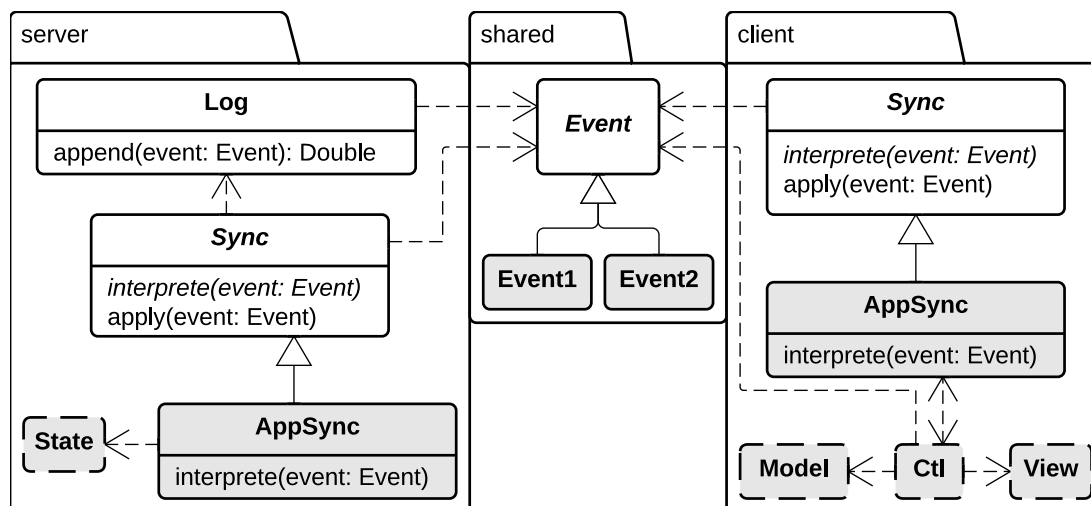 server
Log
append(event: Event): Double
Sync
interprete(event: Event)
apply(event: Event)
State
AppSync
interprete(event: Event)
shared
Event
Event1
Event2
client
Sync
interprete(event: Event)
apply(event: Event)
AppSync
interprete(event: Event)
Model
Ctl
View